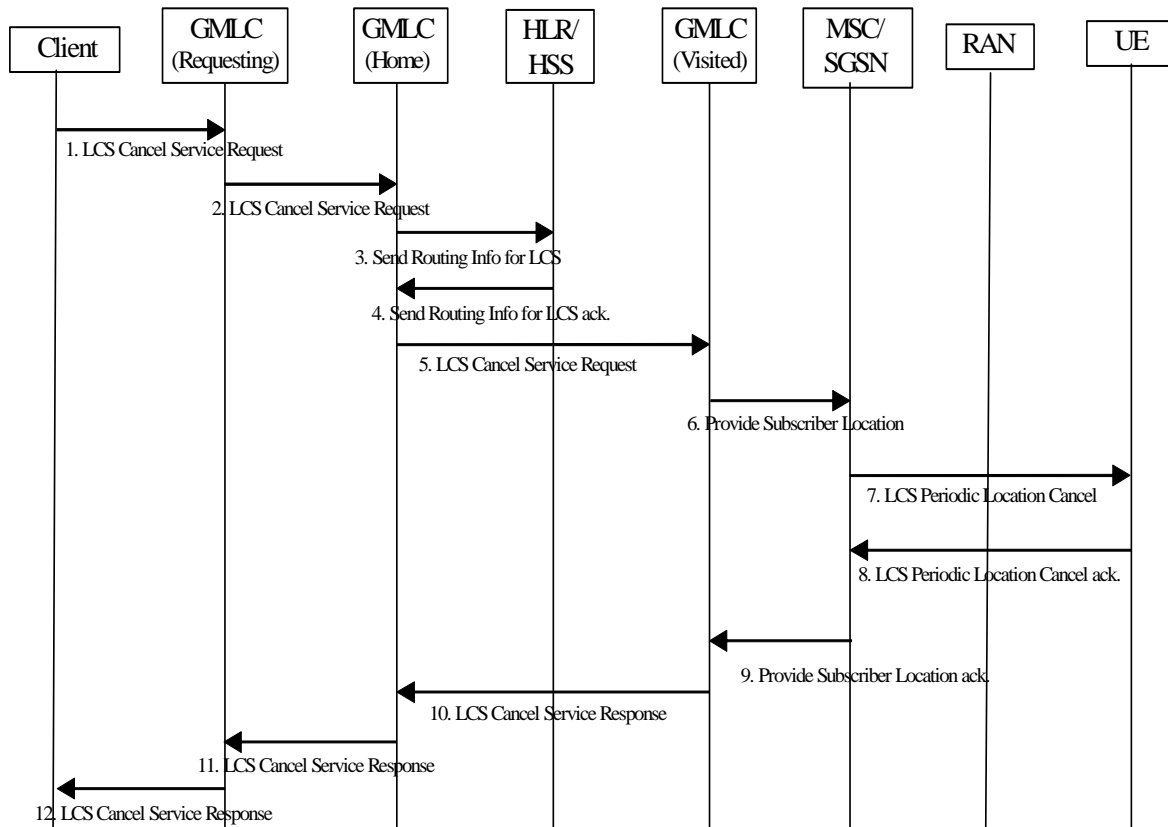 Client
GMLC
(Requesting)
GMLC
(Home)
HLR/
HSS
GMLC
(Visited)
MSC/
SGSN
RAN
UE
1. LCS Cancel Service Request
2. LCS Cancel Service Request
3. Send Routing Info for LCS
4. Send Routing Info for LCS ack.
5. LCS Cancel Service Request
6. Provide Subscriber Location
7. LCS Periodic Location Cancel
8. LCS Periodic Location Cancel ack.
9. Provide Subscriber Location ack.
10. LCS Cancel Service Response
11. LCS Cancel Service Response
12. LCS Cancel Service Response